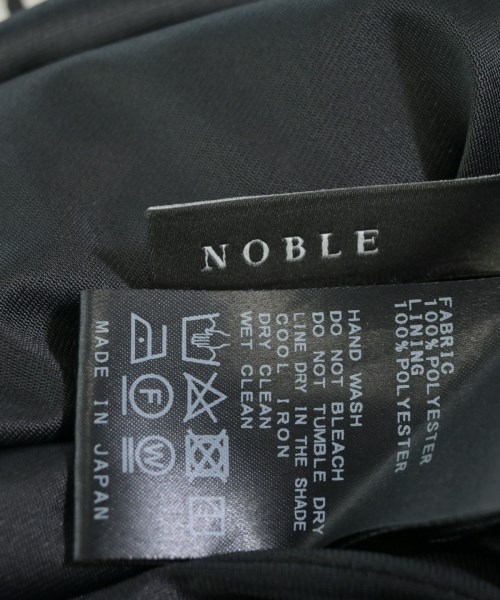 NOBLE
FABRIC
100% POLYESTER
LINING
100% POLYESTER
HAND WASH
DO NOT BLEACH
DO NOT TUMBLE DRY
LINE DRY IN THE SHADE
COOL IRON
DRY CLEAN
WET CLEAN
F
W
MADE IN JAPAN